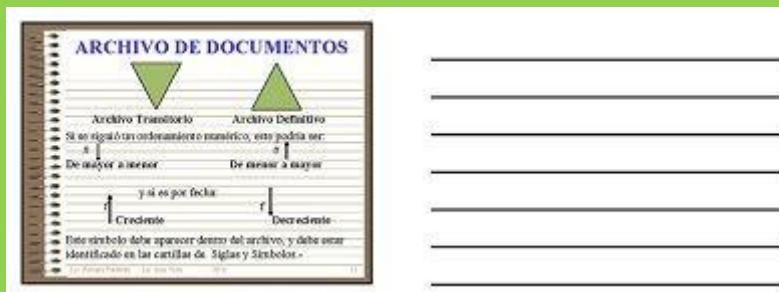 ARCHIVO DE DOCUMENTOS
Archivo Transitorio Archivo Definitivo
Si se siguió un ordenamiento numérico, este podría ser:
n n
De mayor a menor De menor a mayor
y si es por fecha:
f f
Creciente Decreciente
Este símbolo debe aparecer dentro del archivo, y debe estar
identificado en las cartillas de Siglas y Símbolos.-